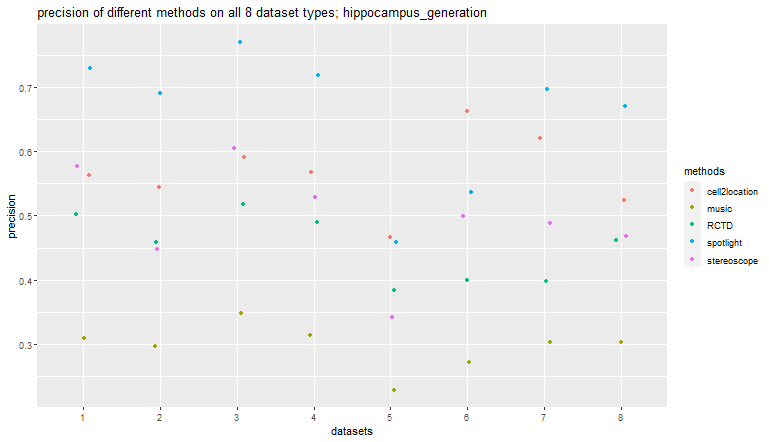 precision of different methods on all 8 dataset types; hippocampus_generation
precision
0.7
0.6
0.5
0.4
0.3
1 2 3 4 5 6 7 8
datasets
methods
cell2location
music
RCTD
spotlight
stereoscope